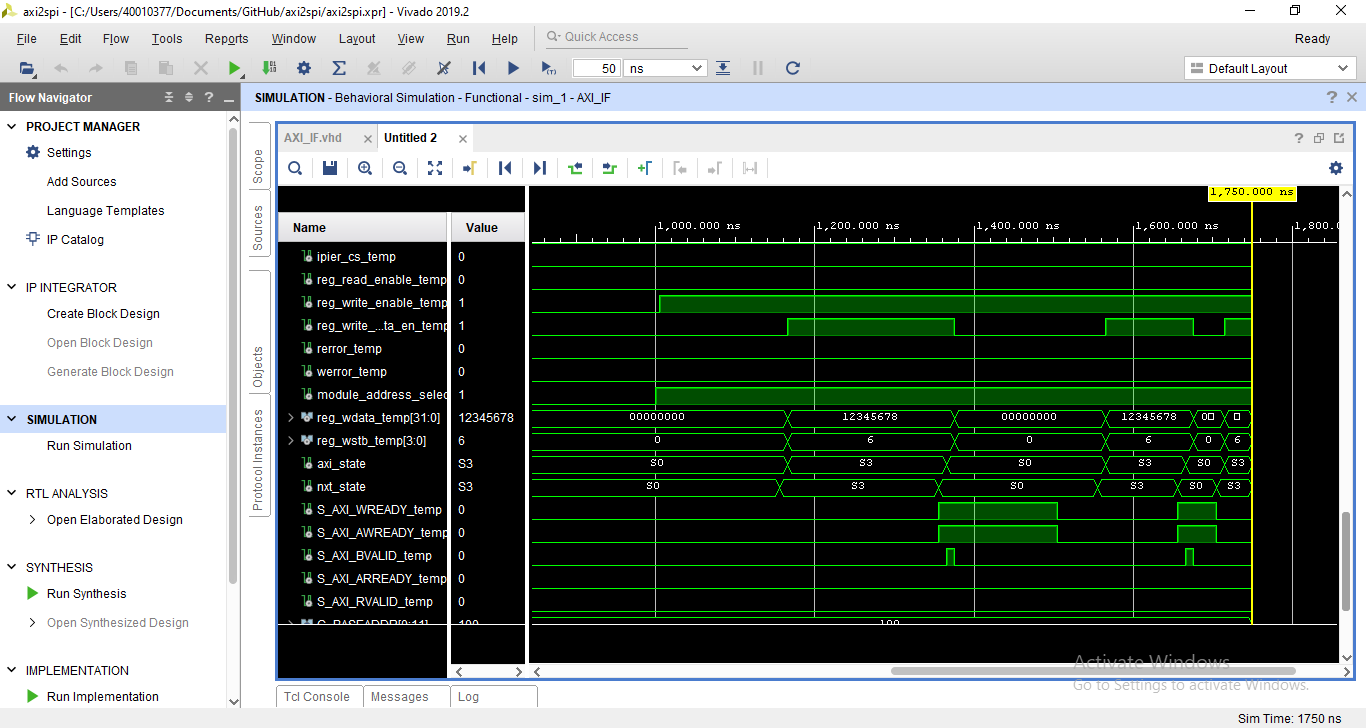 axi2spi - [C:/Users/40010377/Documents/GitHub/axi2spi/axi2spi.xpr] - Vivado 2019.2
File Edit Flow Tools Reports Window Layout View Run Help Quick Access Ready
50 ns Default Layout
Flow Navigator
SIMULATION - Behavioral Simulation - Functional - sim_1 - AXI_IF
PROJECT MANAGER
Settings
Add Sources
Language Templates
IP Catalog
IP INTEGRATOR
Create Block Design
Open Block Design
Generate Block Design
SIMULATION
Run Simulation
RTL ANALYSIS
Open Elaborated Design
SYNTHESIS
Run Synthesis
Open Synthesized Design
IMPLEMENTATION
Run Implementation
Scope
Sources
Objects
Protocol Instances
AXI_IF.vhd Untitled 2
1,750.000 ns
Name Value
1,000.000 ns 1,200.000 ns 1,400.000 ns 1,600.000 ns 1,800.
ipier_cs_temp 0
reg_read_enable_temp 0
reg_write_enable_temp 1
reg_write_...ta_en_temp 1
rerror_temp 0
werror_temp 0
module_address_selec 1
reg_wdata_temp[31:0] 12345678 00000000 12345678 00000000 12345678 00
reg_wstb_temp[3:0] 6 0 6 0 6 0 6
axi_state S3 S0 S3 S0 S3 S0 S3
nxt_state S3 S0 S3 S0 S3 S0 S3
S_AXI_WREADY_temp 0
S_AXI_AWREADY_temp 0
S_AXI_BVALID_temp 0
S_AXI_ARREADY_temp 0
S_AXI_RVALID_temp 0
C_BASEADDR[0:11] 100 100
Activate Windows
Go to Settings to activate Windows.
Tcl Console Messages Log
Sim Time: 1750 ns